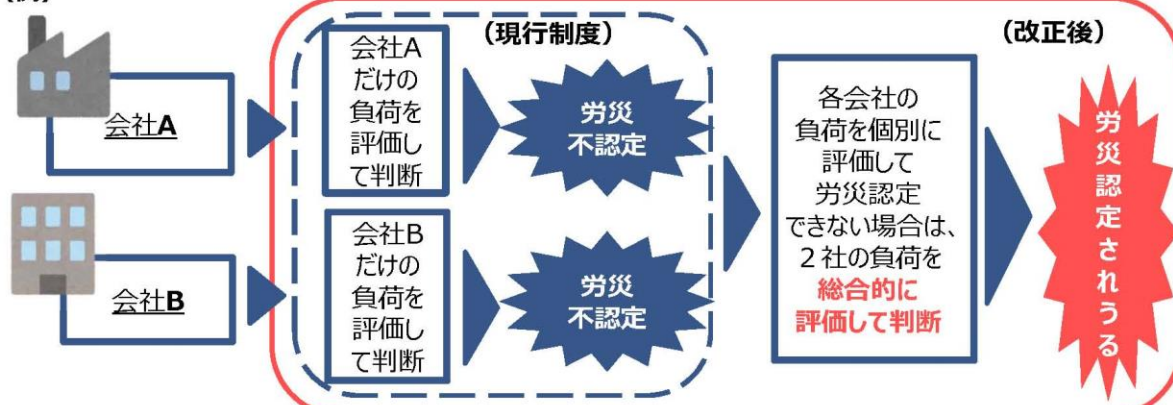 会社A
会社B
(現行制度)
会社A
だけの
負荷を
評価し
て判断
労災
不認定
会社B
だけの
負荷を
評価し
て判断
労災
不認定
(改正後)
各会社の
負荷を個別に
評価して
労災認定
できない場合は、
2社の負荷を
総合的に
評価して判断
労災認定されうる